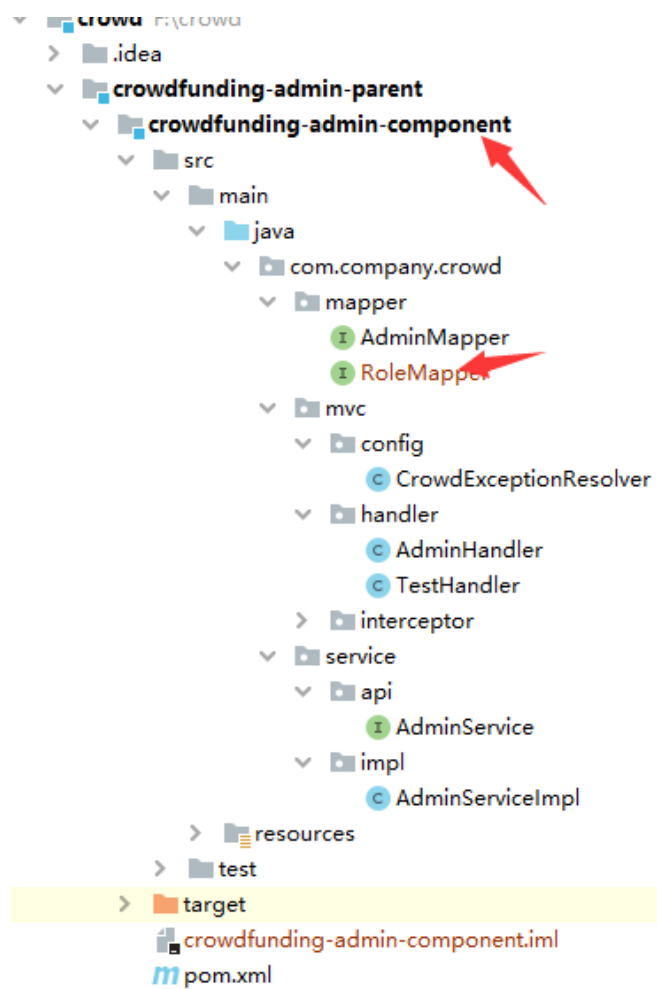 crowd F:\crowd
.idea
crowdfunding-admin-parent
crowdfunding-admin-component
src
main
java
com.company.crowd
mapper
AdminMapper
RoleMapper
mvc
config
CrowdExceptionResolver
handler
AdminHandler
TestHandler
interceptor
service
api
AdminService
impl
AdminServiceImpl
resources
test
target
crowdfunding-admin-component.iml
pom.xml